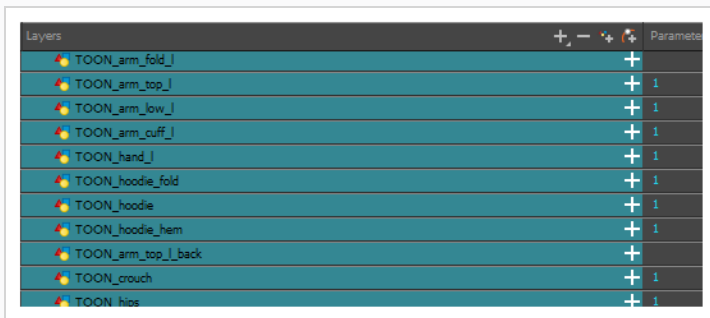 Layers Paramete
TOON_arm_fold_l
TOON_arm_top_l 1
TOON_arm_low_l 1
TOON_arm_cuff_l 1
TOON_hand_l 1
TOON_hoodie_fold 1
TOON_hoodie 1
TOON_hoodie_hem 1
TOON_arm_top_l_back
TOON_crouch 1
TOON_hips 1